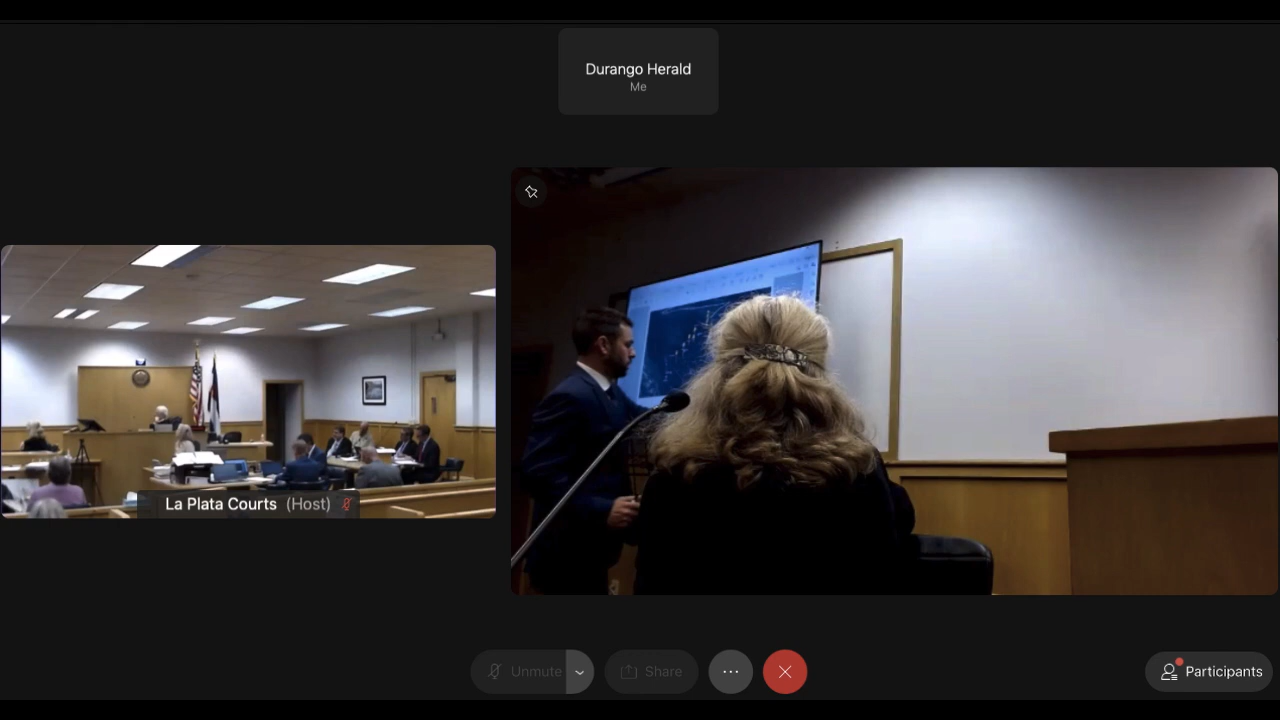 Durango Herald
Me
La Plata Courts (Host)
Unmute
Share
Participants